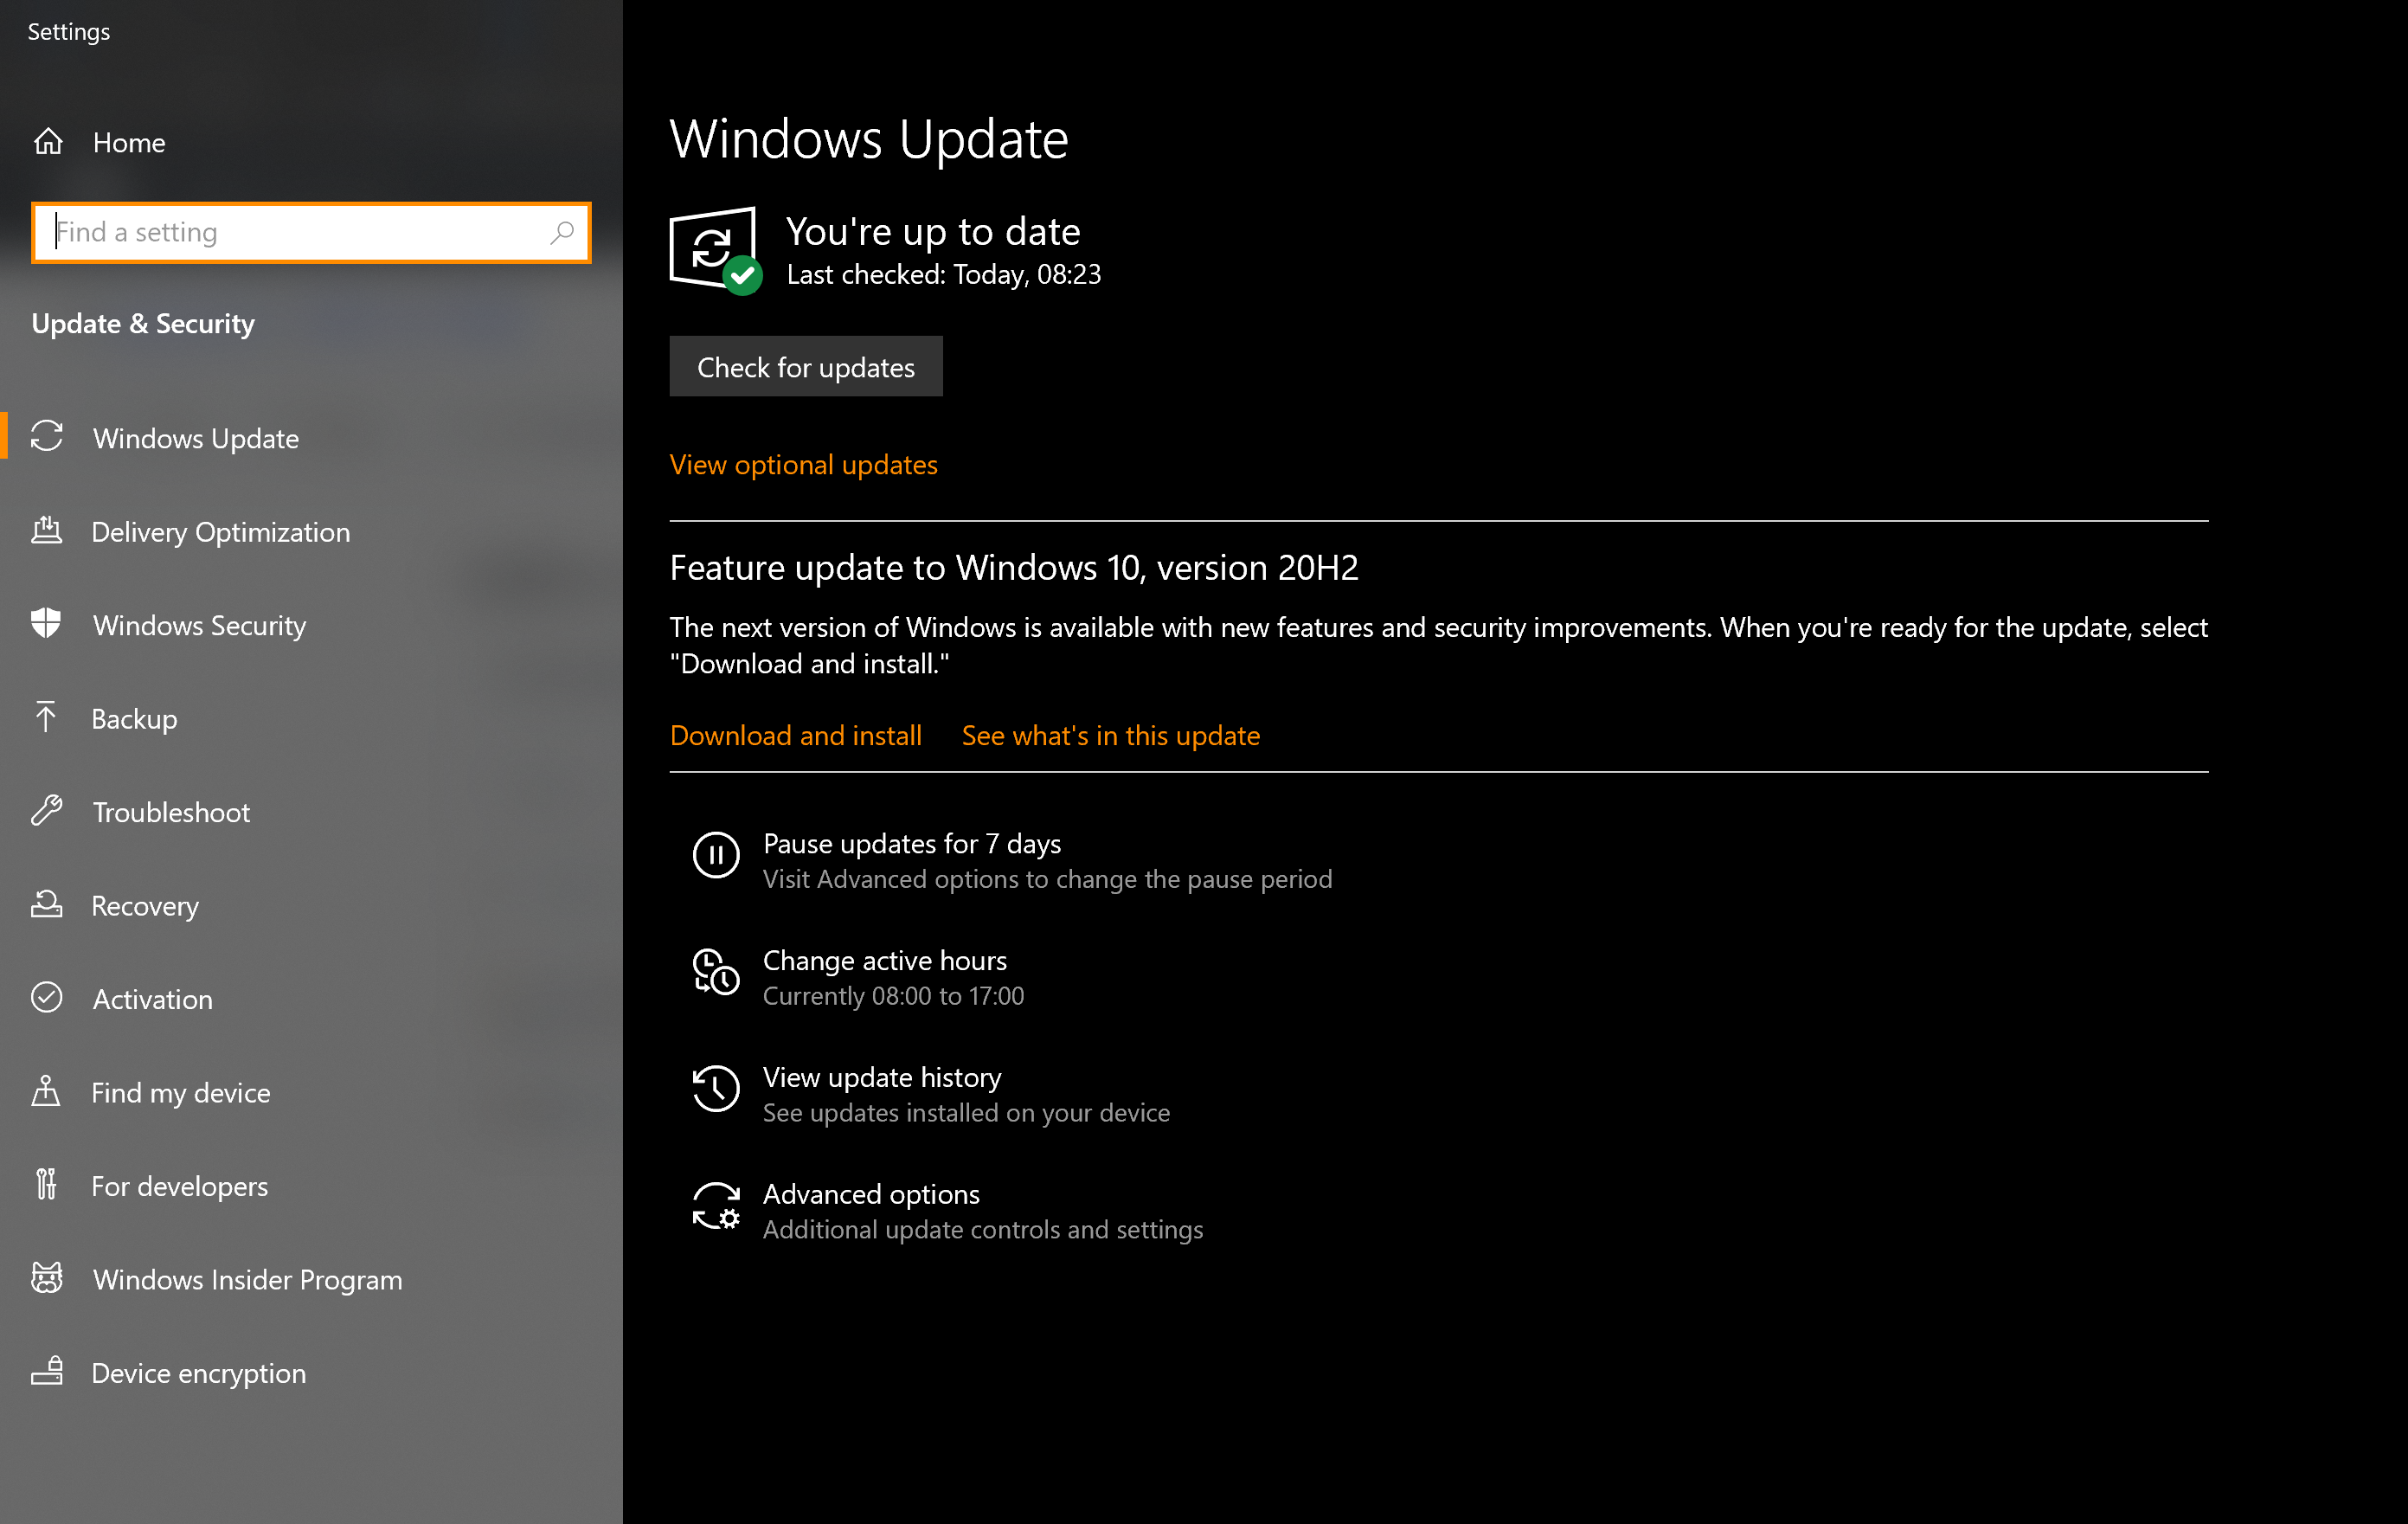 Settings
Home
Find a setting
Update & Security
Windows Update
Delivery Optimization
Windows Security
Backup
Troubleshoot
Recovery
Activation
Find my device
For developers
Windows Insider Program
Device encryption
Windows Update
You're up to date
Last checked: Today, 08:23
Check for updates
View optional updates
Feature update to Windows 10, version 20H2
The next version of Windows is available with new features and security improvements. When you're ready for the update, select
"Download and install."
Download and install See what's in this update
Pause updates for 7 days
Visit Advanced options to change the pause period
Change active hours
Currently 08:00 to 17:00
View update history
See updates installed on your device
Advanced options
Additional update controls and settings